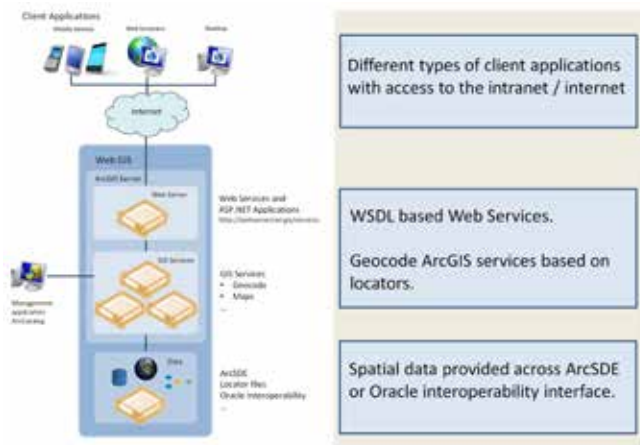 Client Applications
Mobile devices
Web browsers
Desktop
Internet
Web GIS
ArcGIS Server
Web Server
Web Services and
ASP.NET Applications
GIS Services
GIS Services
• Geocode
• Maps
...
Management
application
ArcCatalog
Data
ArcSDE
Locator files
Oracle Interoperability
...
Different types of client applications
with access to the intranet / internet
WSDL based Web Services.
Geocode ArcGIS services based on
locators.
Spatial data provided across ArcSDE
or Oracle interoperability interface.